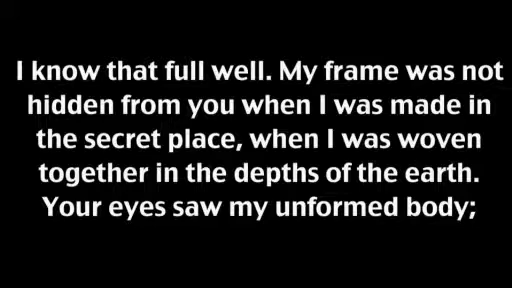 I know that full well. My frame was not
hidden from you when I was made in
the secret place, when I was woven
together in the depths of the earth.
Your eyes saw my unformed body;